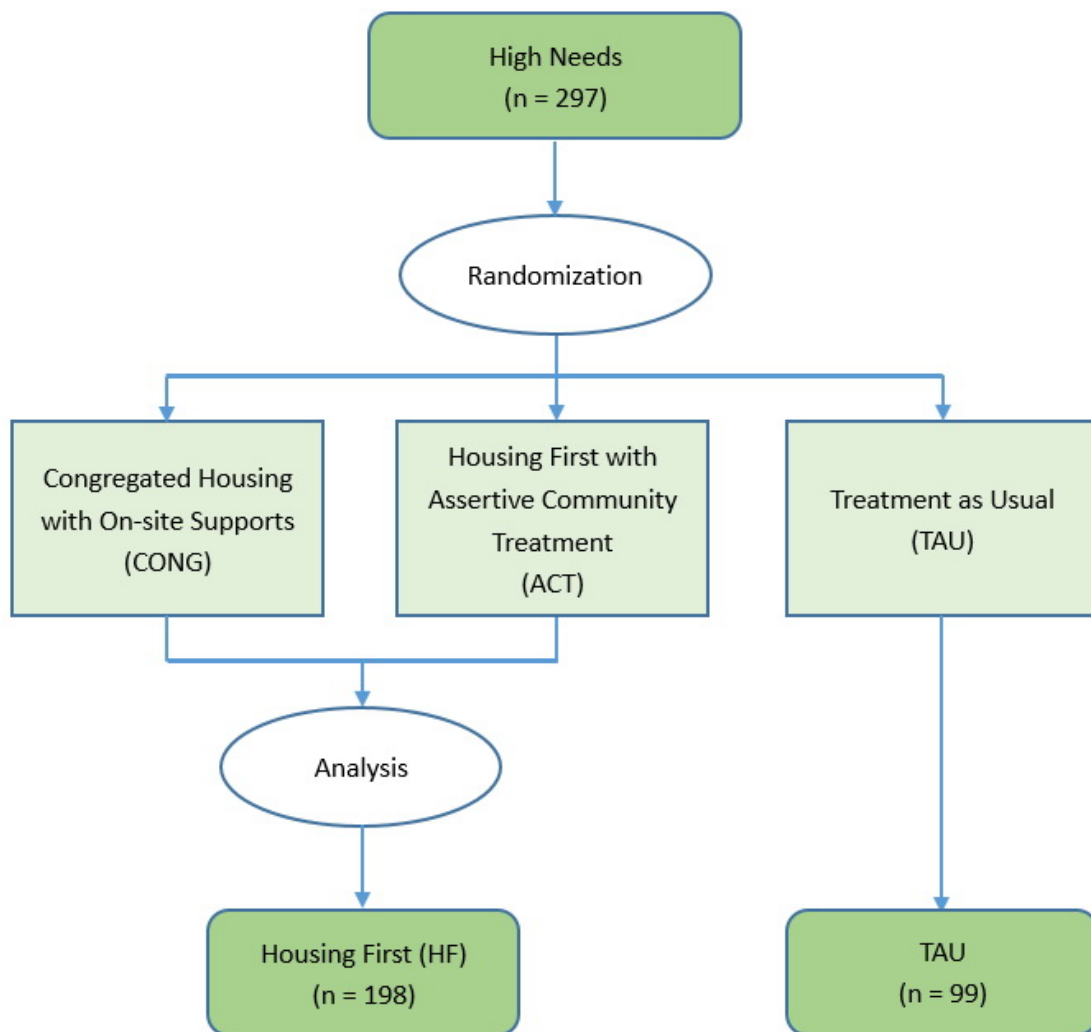 High Needs
(n = 297)
Randomization
Congregated Housing
with On-site Supports
(CONG)
Housing First with
Assertive Community
Treatment
(ACT)
Treatment as Usual
(TAU)
Analysis
Housing First (HF)
(n = 198)
TAU
(n = 99)